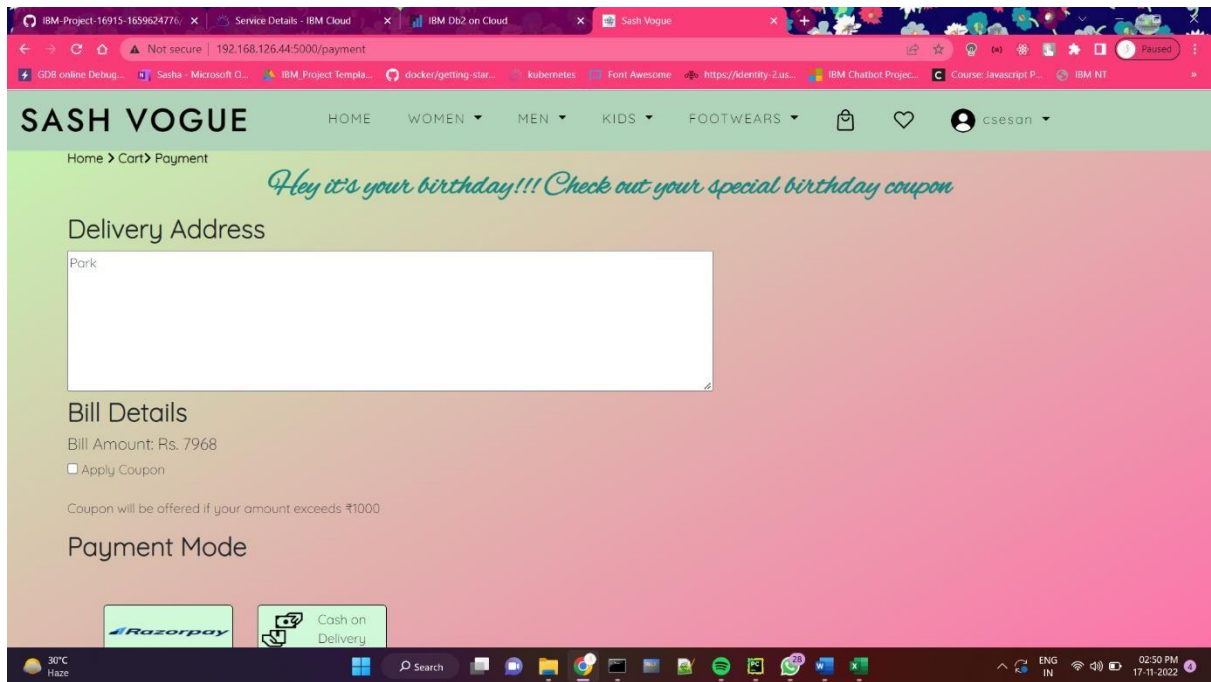 IBM-Project-16915-1659624776
Service Details - IBM Cloud
IBM Db2 on Cloud
Sash Vogue
Not secure | 192.168.126.44:5000/payment
Paused
GDB online Debug...
Sasha - Microsoft O...
IBM_Project Templa...
docker/getting-star...
kubernetes
Font Awesome
https://identity-2.us...
IBM Chatbot Projec...
Course: Javascript P...
IBM NT
SASH VOGUE
HOME
WOMEN
MEN
KIDS
FOOTWEARS
csesan
Home > Cart> Payment
Hey it's your birthday!!! Check out your special birthday coupon
Delivery Address
Park
Bill Details
Bill Amount: Rs. 7968
Apply Coupon
Coupon will be offered if your amount exceeds ₹1000
Payment Mode
Razorpay
Cash on
Delivery
30°C
Haze
Search
28
ENG
IN
02:50 PM
17-11-2022
4